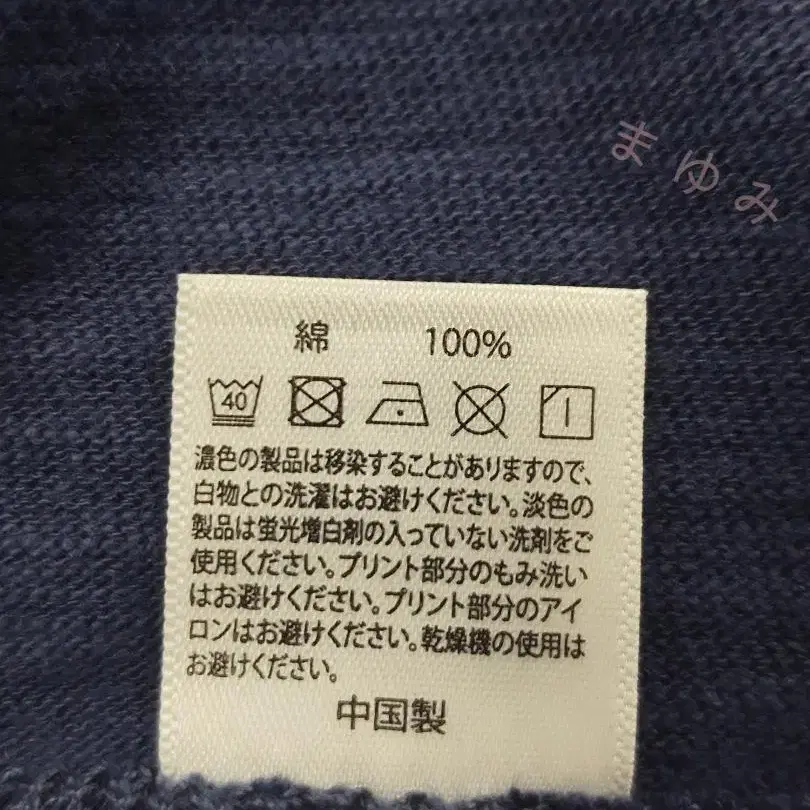 まゆみ
綿 100%
40
濃色の製品は移染することがありますので、
白物との洗濯はお避けください。淡色の
製品は蛍光増白剤の入っていない洗剤をご
使用ください。プリント部分のもみ洗い
はお避けください。プリント部分のアイ
ロンはお避けください。乾燥機の使用は
お避けください。
中国製